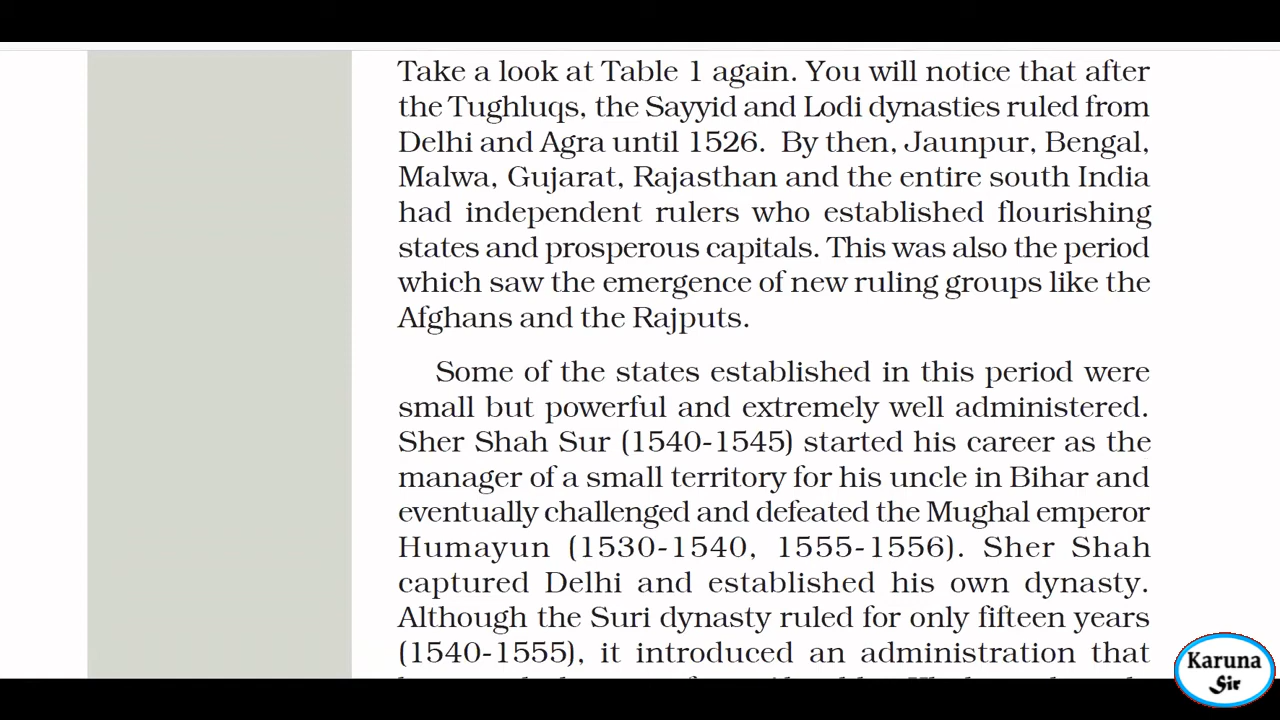 Take a look at Table 1 again. You will notice that after
the Tughluqs, the Sayyid and Lodi dynasties ruled from
Delhi and Agra until 1526. By then, Jaunpur, Bengal,
Malwa, Gujarat, Rajasthan and the entire south India
had independent rulers who established flourishing
states and prosperous capitals. This was also the period
which saw the emergence of new ruling groups like the
Afghans and the Rajputs.
Some of the states established in this period were
small but powerful and extremely well administered.
Sher Shah Sur (1540-1545) started his career as the
manager of a small territory for his uncle in Bihar and
eventually challenged and defeated the Mughal emperor
Humayun (1530-1540, 1555-1556). Sher Shah
captured Delhi and established his own dynasty.
Although the Suri dynasty ruled for only fifteen years
(1540-1555), it introduced an administration that
Karuna
Sir